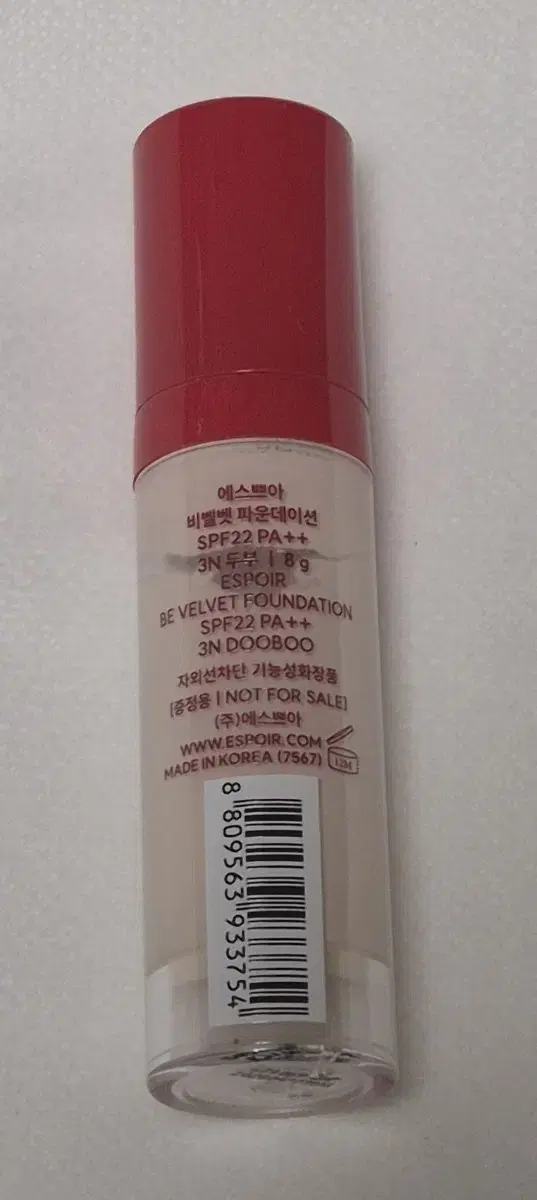 에스쁘아
비벨벳 파운데이션
SPF22 PA++
3N 두부 | 8 g
ESPOIR
BE VELVET FOUNDATION
SPF22 PA++
3N DOOBOO
자외선차단 기능성화장품
[증정용 | NOT FOR SALE]
(주)에스쁘아
WWW.ESPOIR.COM
MADE IN KOREA (7567) 12M
8 809563 933754